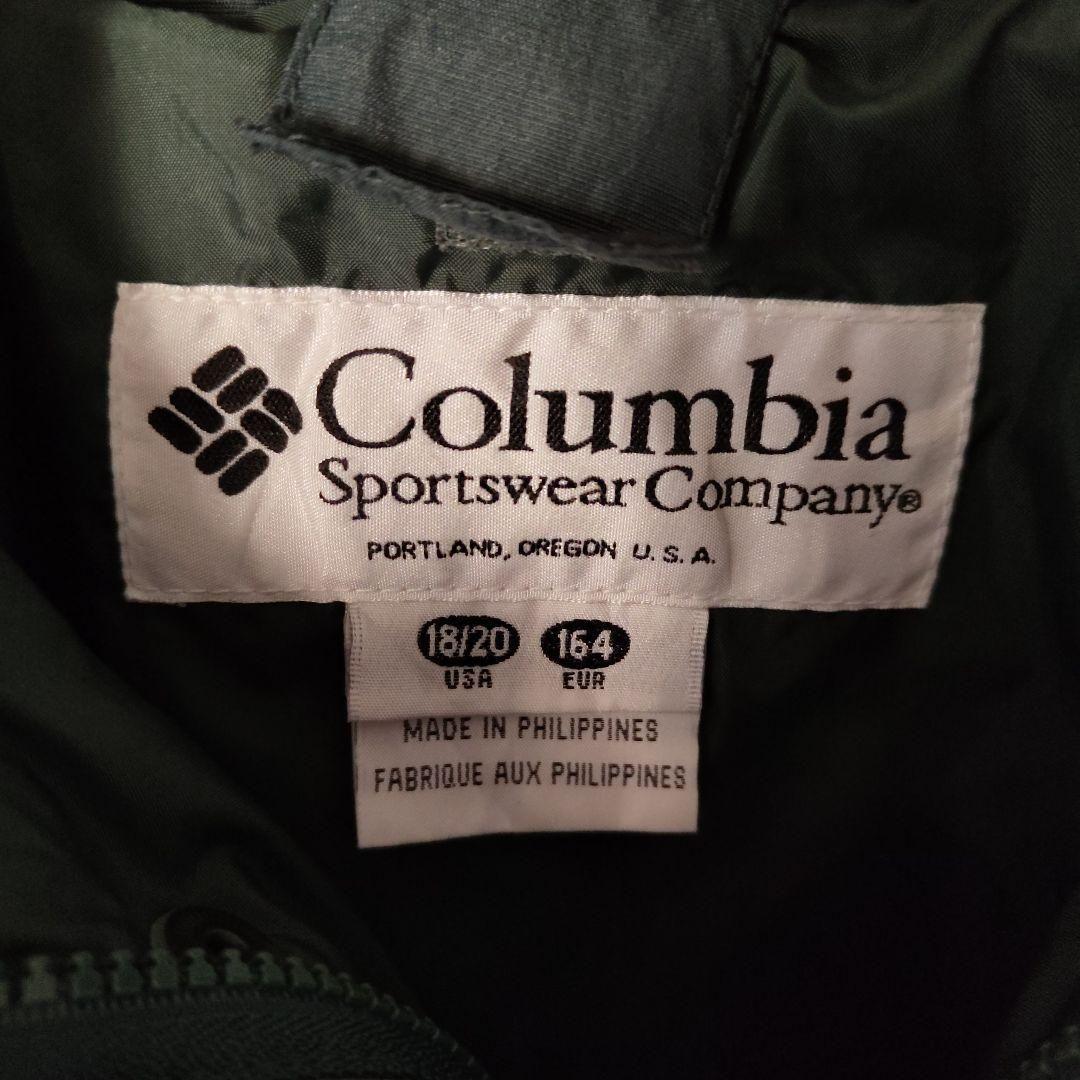 Columbia
Sportswear Company®
PORTLAND, OREGON U.S.A.
18/20 164
USA EUR
MADE IN PHILIPPINES
FABRIQUE AUX PHILIPPINES